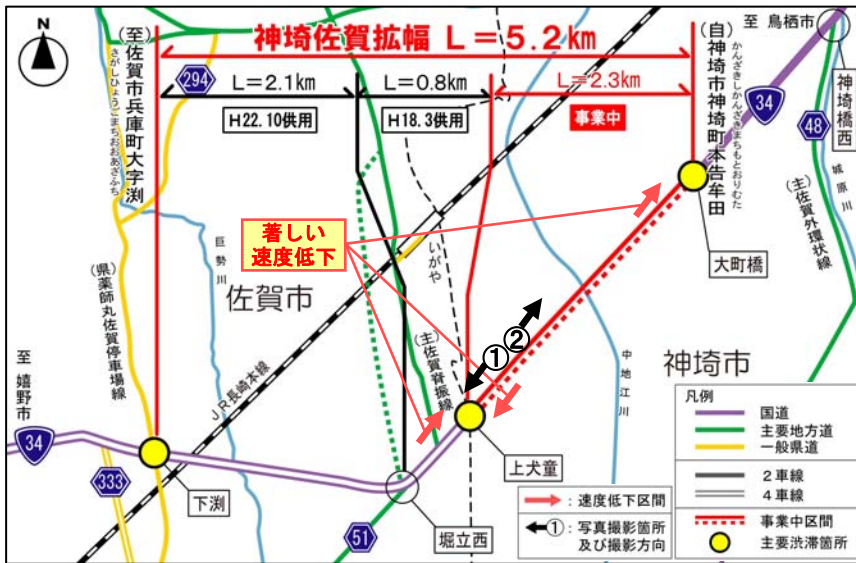 N
神埼佐賀拡幅 L=5.2km
L=2.1km
L=0.8km
L=2.3km
H22.10供用
H18.3供用
事業中
(至)佐賀市兵庫町大字渕
さがしひょうごまちおおあざふち
(自)神埼市神埼町本告牟田
かんざきしかんざきまちもとおりむた
至 鳥栖市
神埼橋西
294
34
48
城原川
(主)佐賀外環状線
大町橋
著しい
速度低下
いがや
巨勢川
佐賀市
(県)薬師丸佐賀停車場線
JR長崎本線
(主)佐賀脊振線
①
②
中地江川
神埼市
至 嬉野市
34
333
下渕
上犬童
堀立西
51
凡例
国道
主要地方道
一般県道
2車線
4車線
事業中区間
主要渋滞箇所
:速度低下区間
①:写真撮影箇所
及び撮影方向